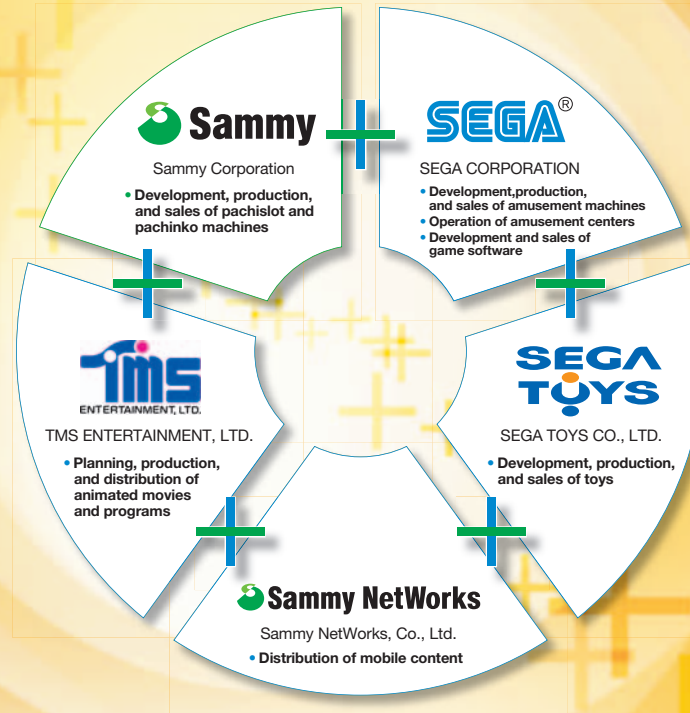 Sammy
Sammy Corporation
• Development, production,
and sales of pachislot and
pachinko machines
SEGA®
SEGA CORPORATION
• Development,production,
and sales of amusement machines
• Operation of amusement centers
• Development and sales of
game software
TMS
ENTERTAINMENT, LTD.
TMS ENTERTAINMENT, LTD.
• Planning, production,
and distribution of
animated movies
and programs
SEGA
TOYS
SEGA TOYS CO., LTD.
• Development, production,
and sales of toys
Sammy NetWorks
Sammy NetWorks, Co., Ltd.
• Distribution of mobile content